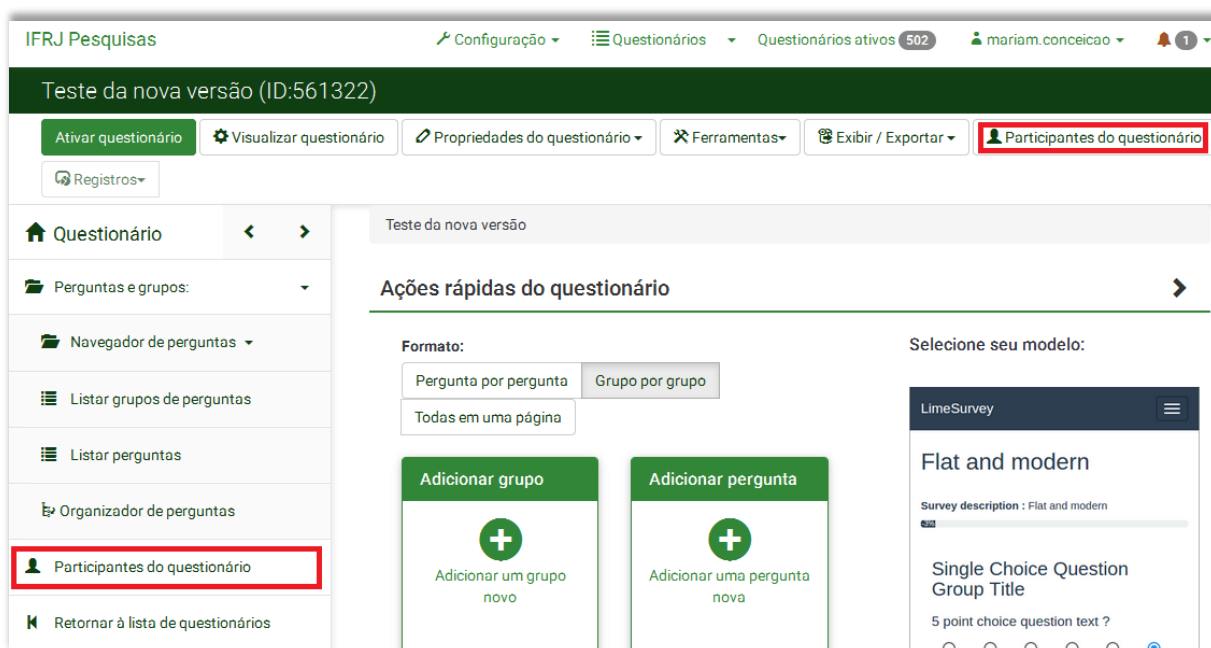 IFRJ Pesquisas
Configuração
Questionários
Questionários ativos 502
mariam.conceicao
1
Teste da nova versão (ID:561322)
Ativar questionário
Visualizar questionário
Propriedades do questionário
Ferramentas
Exibir / Exportar
Participantes do questionário
Registros
Questionário
Perguntas e grupos:
Navegador de perguntas
Listar grupos de perguntas
Listar perguntas
Organizador de perguntas
Participantes do questionário
Retornar à lista de questionários
Teste da nova versão
Ações rápidas do questionário
Formato:
Pergunta por pergunta
Grupo por grupo
Todas em uma página
Adicionar grupo
Adicionar um grupo
novo
Adicionar pergunta
Adicionar uma pergunta
nova
Selecione seu modelo:
LimeSurvey
Flat and modern
Survey description : Flat and modern
Single Choice Question
Group Title
5 point choice question text ?